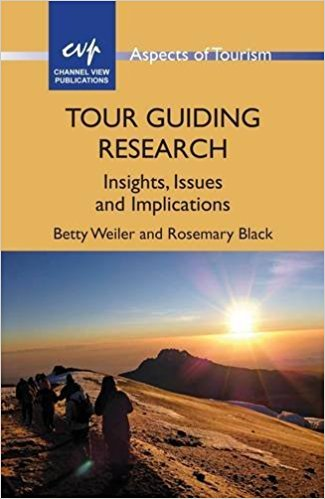 cvp
CHANNEL VIEW
PUBLICATIONS
Aspects of Tourism
TOUR GUIDING
RESEARCH
Insights, Issues
and Implications
Betty Weiler and Rosemary Black